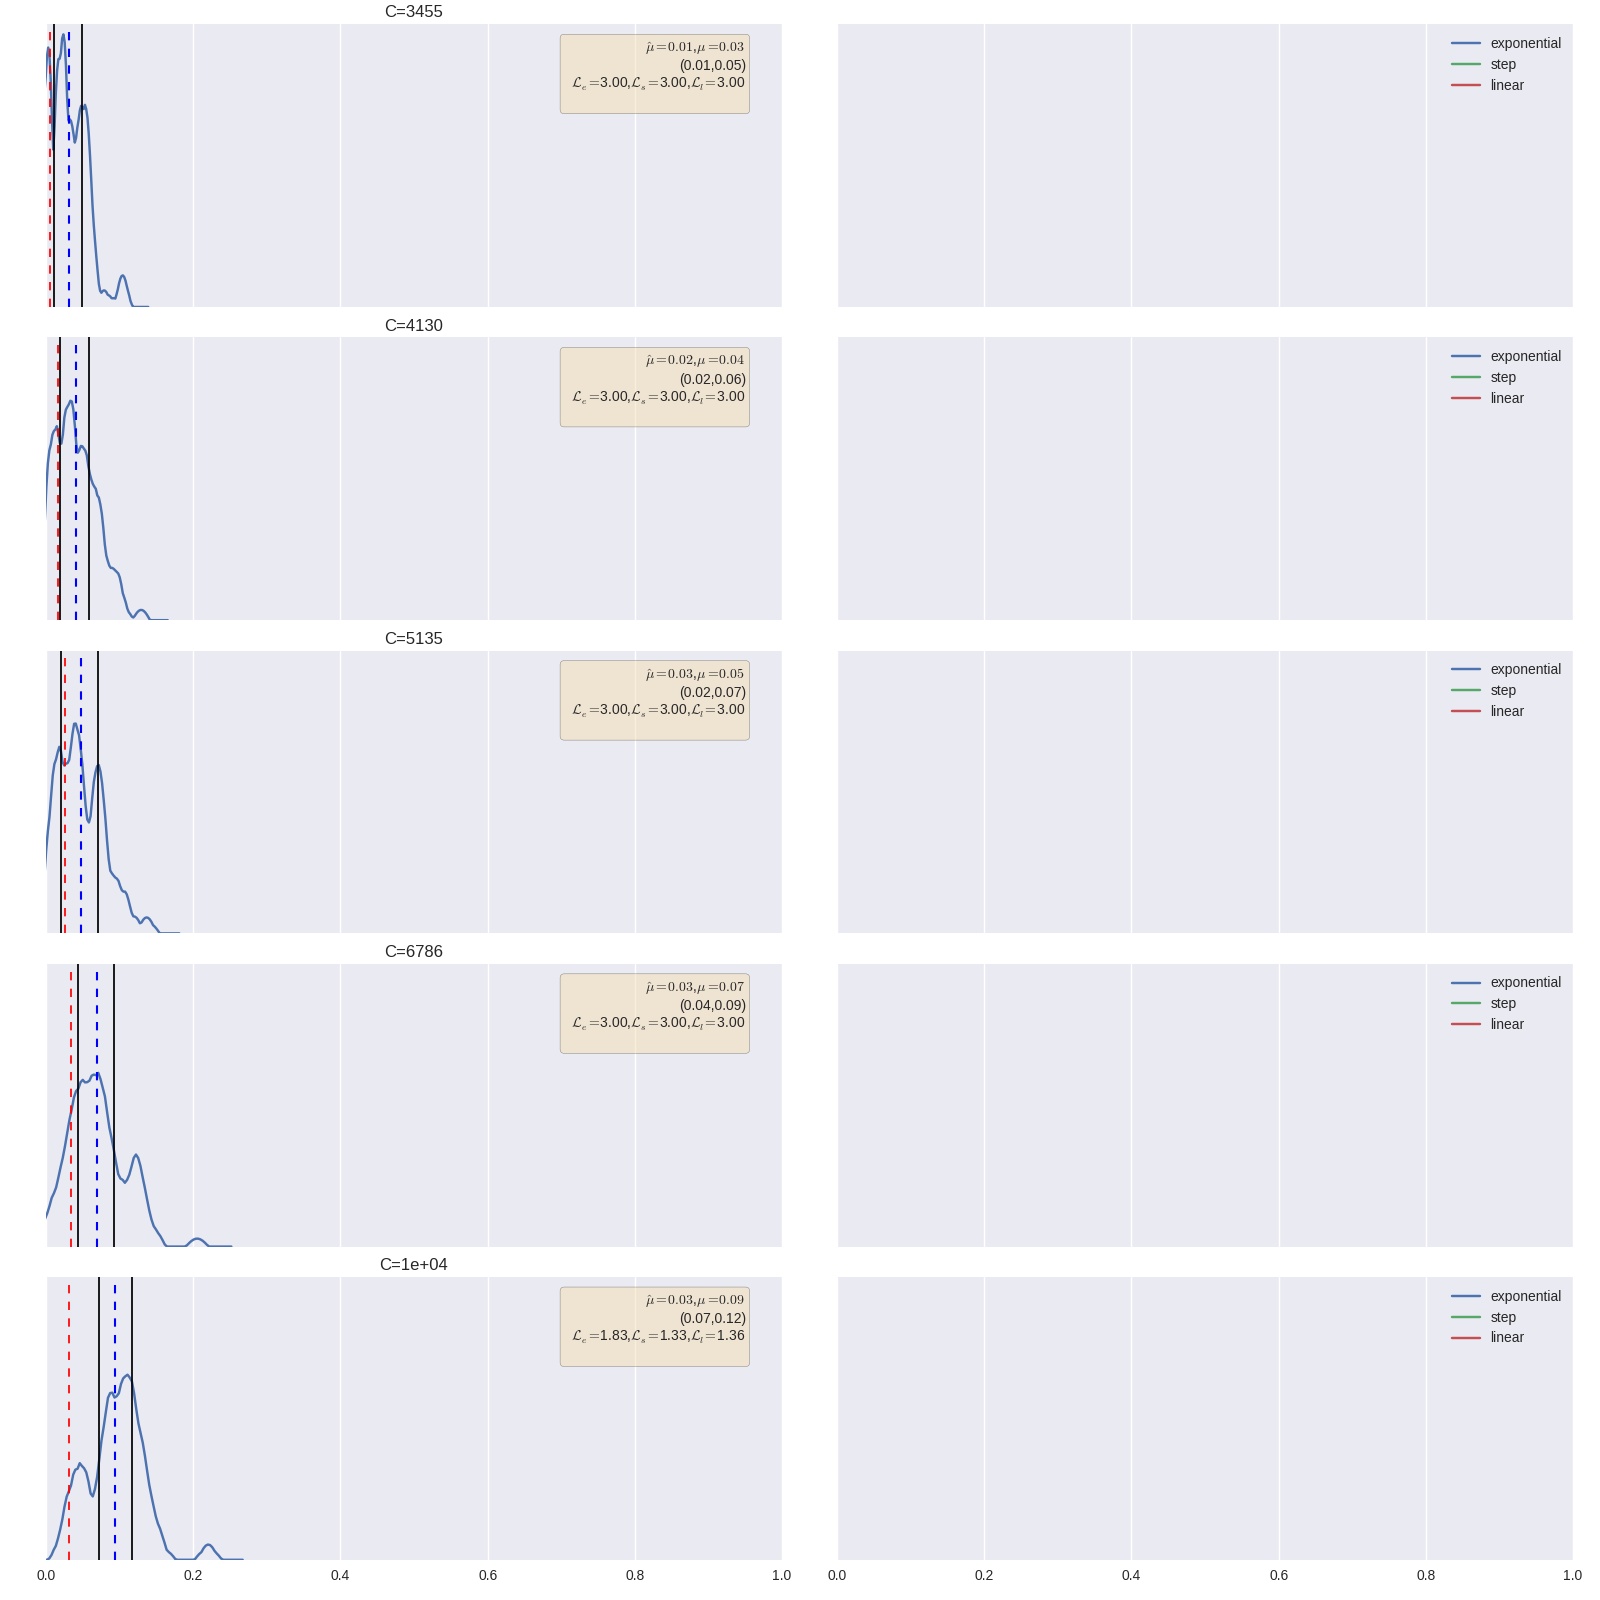 C=3455
μ̂=0.01,μ=0.03
(0.01,0.05)
ℒₑ=3.00,ℒₛ=3.00,ℒₗ=3.00
exponential
step
linear
C=4130
μ̂=0.02,μ=0.04
(0.02,0.06)
ℒₑ=3.00,ℒₛ=3.00,ℒₗ=3.00
exponential
step
linear
C=5135
μ̂=0.03,μ=0.05
(0.02,0.07)
ℒₑ=3.00,ℒₛ=3.00,ℒₗ=3.00
exponential
step
linear
C=6786
μ̂=0.03,μ=0.07
(0.04,0.09)
ℒₑ=3.00,ℒₛ=3.00,ℒₗ=3.00
exponential
step
linear
C=1e+04
μ̂=0.03,μ=0.09
(0.07,0.12)
ℒₑ=1.83,ℒₛ=1.33,ℒₗ=1.36
exponential
step
linear
0.0 0.2 0.4 0.6 0.8 1.0
0.0 0.2 0.4 0.6 0.8 1.0